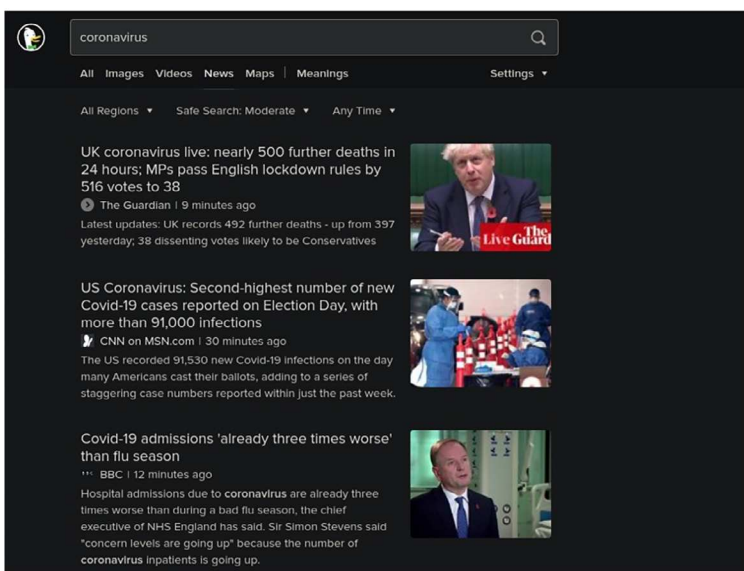 coronavirus
All Images Videos News Maps Meanings Settings
All Regions Safe Search: Moderate Any Time
UK coronavirus live: nearly 500 further deaths in
24 hours; MPs pass English lockdown rules by
516 votes to 38
The Guardian | 9 minutes ago
Latest updates: UK records 492 further deaths - up from 397
yesterday; 38 dissenting votes likely to be Conservatives
Live
The
Guard
US Coronavirus: Second-highest number of new
Covid-19 cases reported on Election Day, with
more than 91,000 infections
CNN on MSN.com | 30 minutes ago
The US recorded 91,530 new Covid-19 infections on the day
many Americans cast their ballots, adding to a series of
staggering case numbers reported within just the past week.
Covid-19 admissions 'already three times worse'
than flu season
BBC | 12 minutes ago
Hospital admissions due to coronavirus are already three
times worse than during a bad flu season, the chief
executive of NHS England has said. Sir Simon Stevens said
"concern levels are going up" because the number of
coronavirus inpatients is going up.